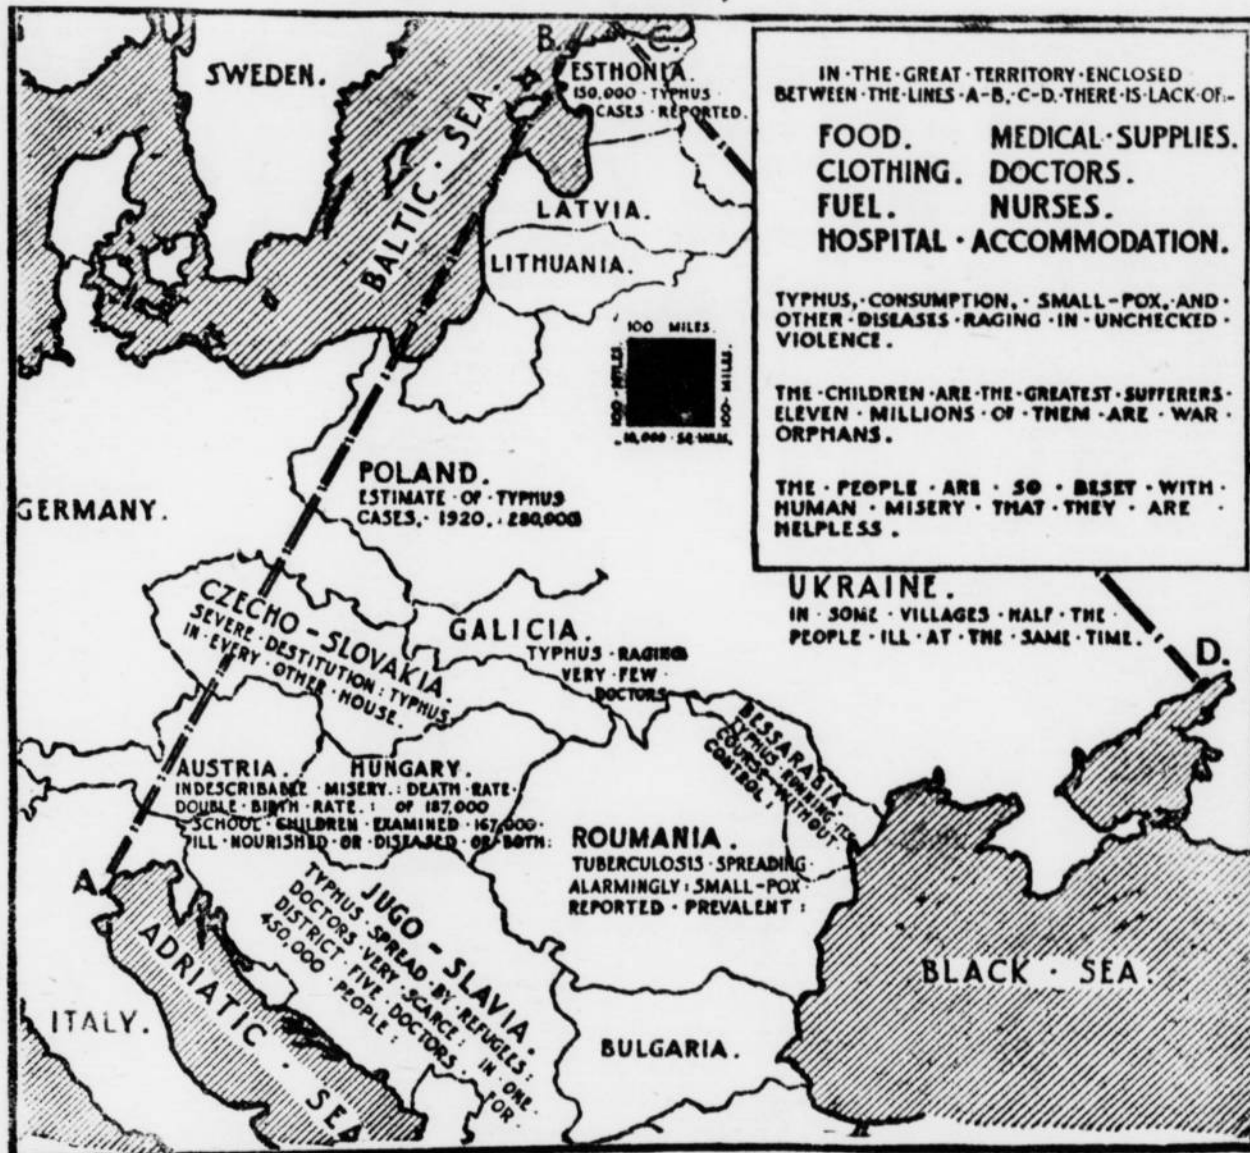 SWEDEN.
BALTIC · SEA.
B.
C.
ESTHONIA.
150,000 · TYPHUS ·
CASES · REPORTED.
LATVIA.
LITHUANIA.
100 MILES.
100 · MILES.
100 · MILES.
10,000 · SQ · MLS.
IN · THE · GREAT · TERRITORY · ENCLOSED
BETWEEN · THE · LINES · A-B, · C-D, · THERE · IS · LACK · OF:-
FOOD. MEDICAL · SUPPLIES.
CLOTHING. DOCTORS.
FUEL. NURSES.
HOSPITAL · ACCOMMODATION.
TYPHUS, · CONSUMPTION, · SMALL-POX, · AND ·
OTHER · DISEASES · RAGING · IN · UNCHECKED ·
VIOLENCE.
THE · CHILDREN · ARE · THE · GREATEST · SUFFERERS ·
ELEVEN · MILLIONS · OF · THEM · ARE · WAR ·
ORPHANS.
THE · PEOPLE · ARE · SO · BESET · WITH ·
HUMAN · MISERY · THAT · THEY · ARE ·
HELPLESS.
GERMANY.
POLAND.
ESTIMATE · OF · TYPHUS
CASES, · 1920, : 280,000
CZECHO-SLOVAKIA.
SEVERE · DESTITUTION : TYPHUS
IN · EVERY · OTHER · HOUSE.
GALICIA.
TYPHUS · RAGING
VERY · FEW ·
DOCTORS
UKRAINE.
IN · SOME · VILLAGES · HALF · THE ·
PEOPLE · ILL · AT · THE · SAME · TIME.
D.
BESSARABIA.
TYPHUS · RUNNING · ITS
COURSE · WITHOUT
CONTROL :
AUSTRIA. HUNGARY.
INDESCRIBABLE · MISERY. : DEATH · RATE ·
DOUBLE · BIRTH · RATE. : OF 187,000
SCHOOL · CHILDREN · EXAMINED · 167,000 ·
ILL · NOURISHED · OR · DISEASED · OR · BOTH :
ROUMANIA.
TUBERCULOSIS · SPREADING ·
ALARMINGLY : SMALL-POX ·
REPORTED · PREVALENT :
A.
JUGO-SLAVIA.
TYPHUS · SPREAD · BY · REFUGEES :
DOCTORS · VERY · SCARCE : IN · ONE ·
DISTRICT · FIVE · DOCTORS · FOR ·
450,000 · PEOPLE :
ADRIATIC · SEA
ITALY.
BULGARIA.
BLACK · SEA.